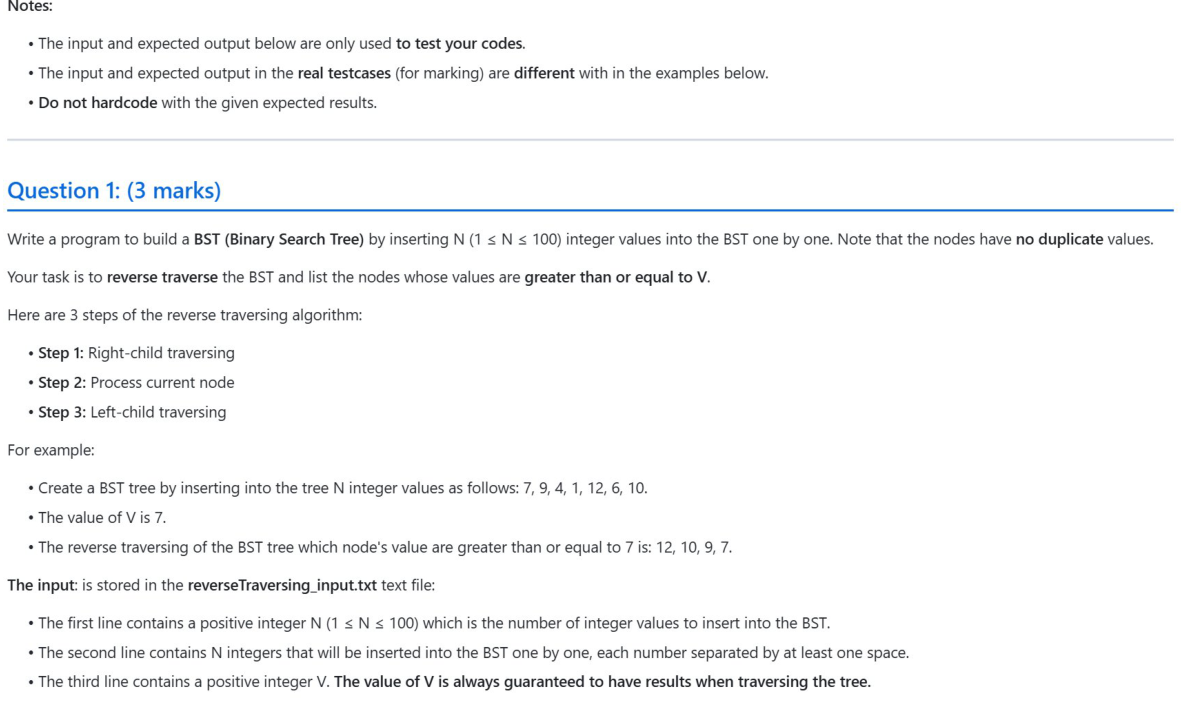 Notes:
• The input and expected output below are only used to test your codes.
• The input and expected output in the real testcases (for marking) are different with in the examples below.
• Do not hardcode with the given expected results.
Question 1: (3 marks)
Write a program to build a BST (Binary Search Tree) by inserting N (1 ≤ N ≤ 100) integer values into the BST one by one. Note that the nodes have no duplicate values.
Your task is to reverse traverse the BST and list the nodes whose values are greater than or equal to V.
Here are 3 steps of the reverse traversing algorithm:
• Step 1: Right-child traversing
• Step 2: Process current node
• Step 3: Left-child traversing
For example:
• Create a BST tree by inserting into the tree N integer values as follows: 7, 9, 4, 1, 12, 6, 10.
• The value of V is 7.
• The reverse traversing of the BST tree which node's value are greater than or equal to 7 is: 12, 10, 9, 7.
The input: is stored in the reverseTraversing_input.txt text file:
• The first line contains a positive integer N (1 ≤ N ≤ 100) which is the number of integer values to insert into the BST.
• The second line contains N integers that will be inserted into the BST one by one, each number separated by at least one space.
• The third line contains a positive integer V. The value of V is always guaranteed to have results when traversing the tree.